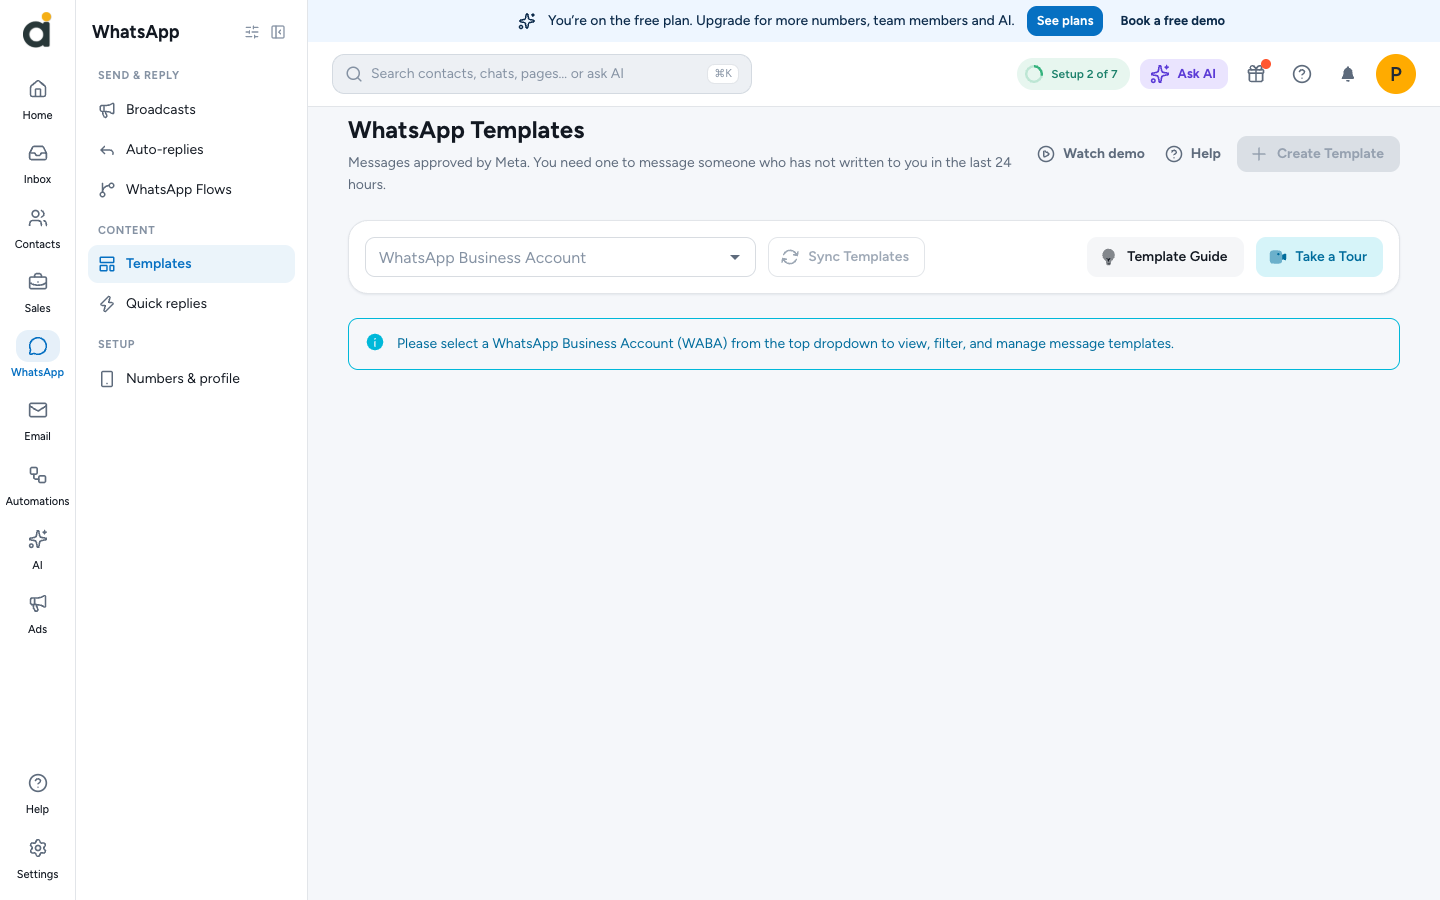 You're on the free plan. Upgrade for more numbers, team members and AI.
See plans
Book a free demo
Home
Inbox
Contacts
Sales
WhatsApp
Email
Automations
AI
Ads
Help
Settings
WhatsApp
SEND & REPLY
Broadcasts
Auto-replies
WhatsApp Flows
CONTENT
Templates
Quick replies
SETUP
Numbers & profile
Search contacts, chats, pages... or ask AI
⌘K
Setup 2 of 7
Ask AI
P
WhatsApp Templates
Messages approved by Meta. You need one to message someone who has not written to you in the last 24
hours.
Watch demo
Help
Create Template
WhatsApp Business Account
Sync Templates
Template Guide
Take a Tour
Please select a WhatsApp Business Account (WABA) from the top dropdown to view, filter, and manage message templates.